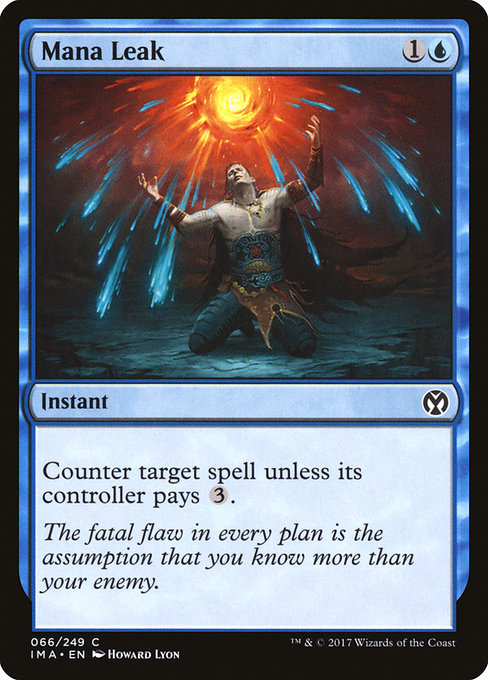 Mana Leak 1
Instant
Counter target spell unless its
controller pays 3.
The fatal flaw in every plan is the
assumption that you know more than
your enemy.
066/249 C
IMA • EN Howard Lyon
™ & © 2017 Wizards of the Coast